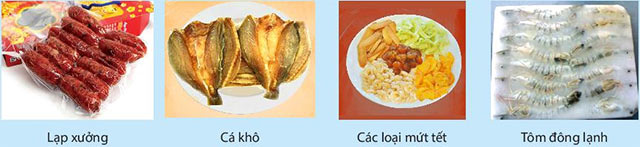 Lạp xưởng
Cá khô
Các loại mứt tết
Tôm đông lạnh